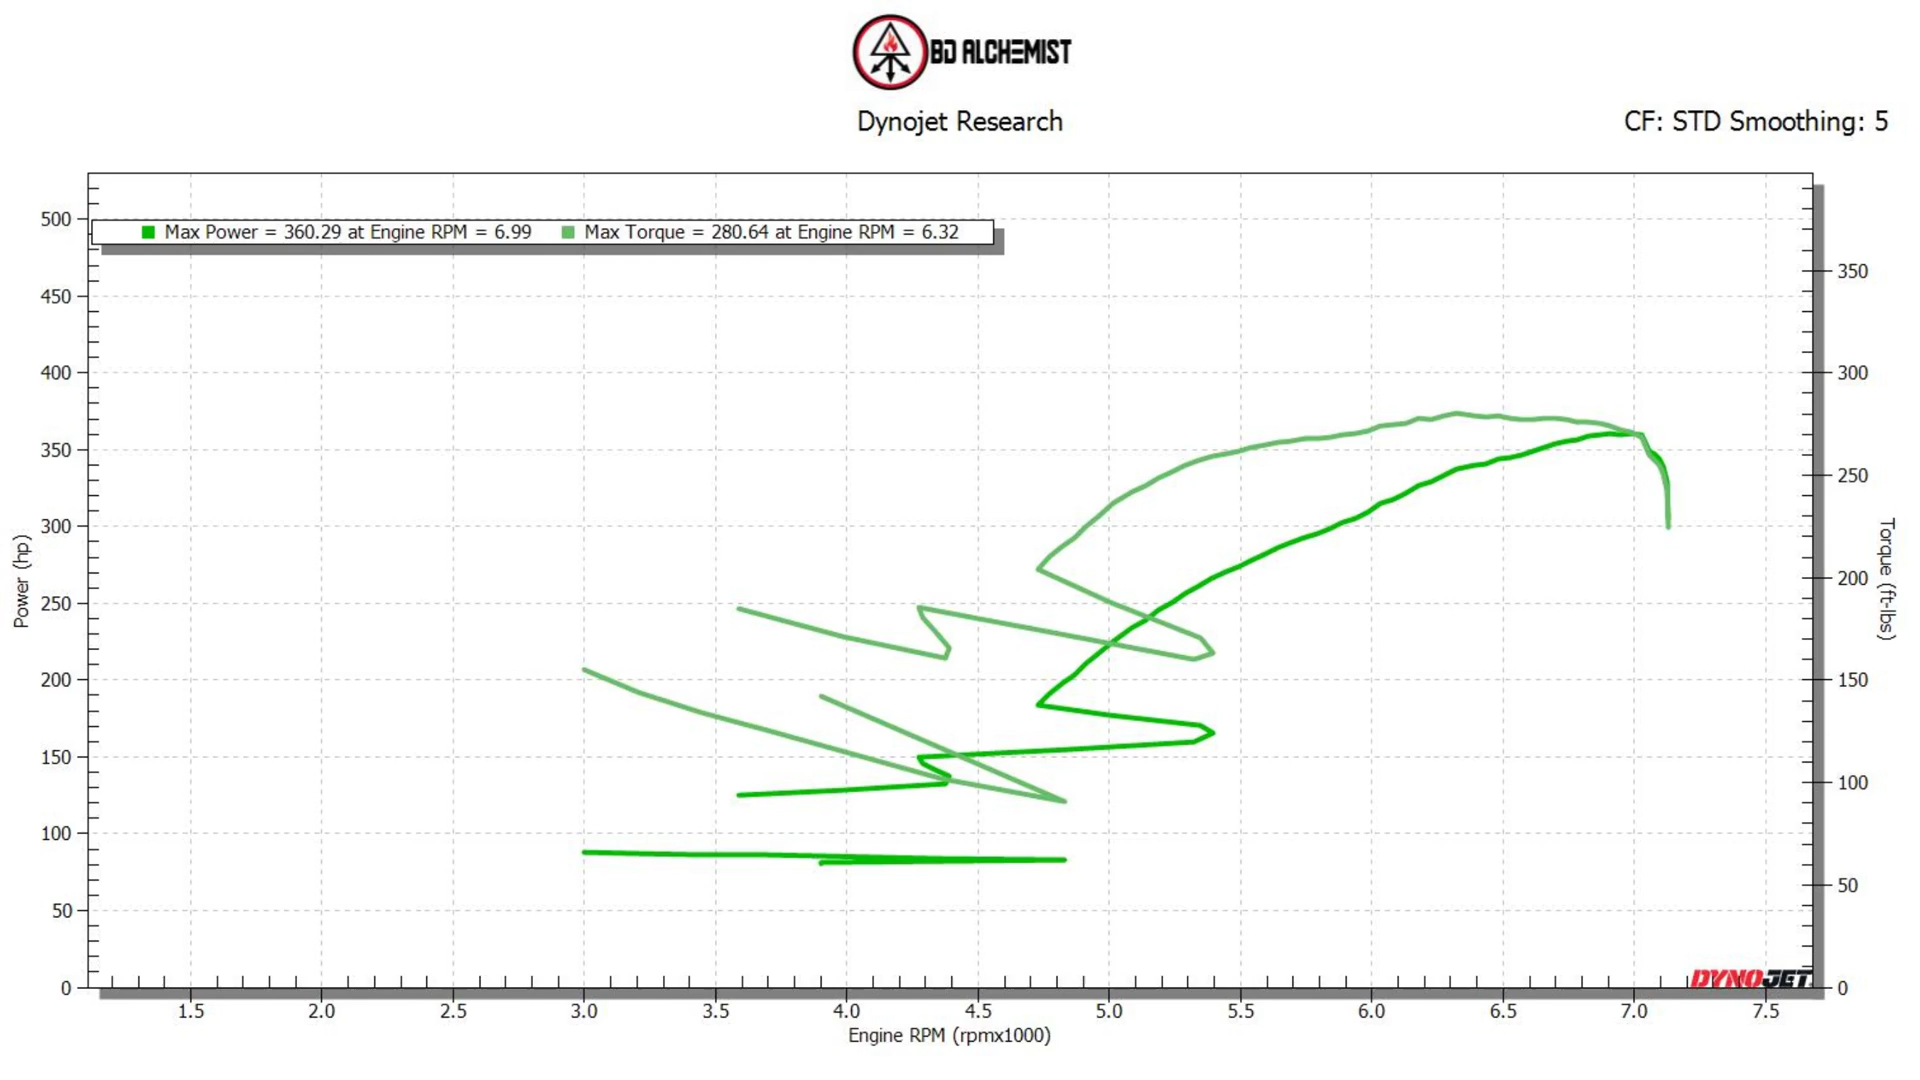 BD ALCHEMIST
Dynojet Research
CF: STD Smoothing: 5
Max Power = 360.29 at Engine RPM = 6.99
Max Torque = 280.64 at Engine RPM = 6.32
500
450
400
350
300
250
200
150
100
50
0
Power (hp)
350
300
250
200
150
100
50
0
Torque (ft-lbs)
DYNOJET
1.5 2.0 2.5 3.0 3.5 4.0 4.5 5.0 5.5 6.0 6.5 7.0 7.5
Engine RPM (rpmx1000)